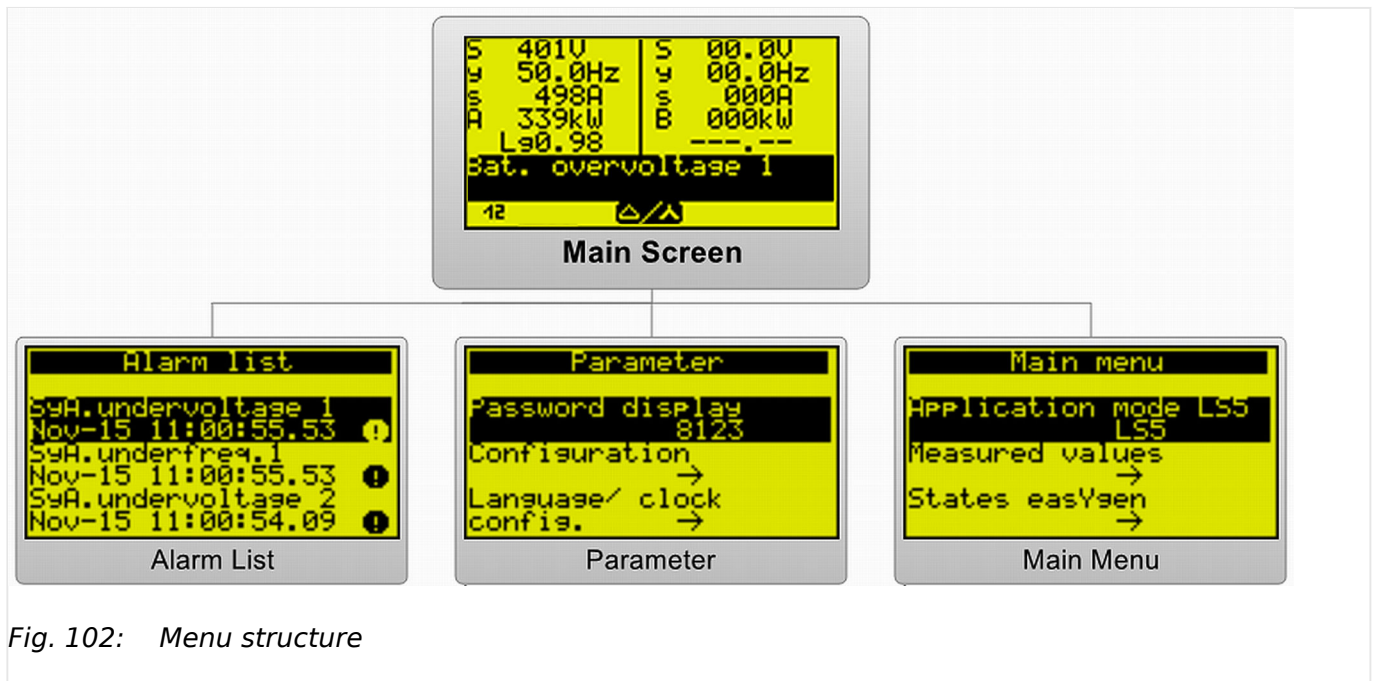 S 401V S 00.0V
y 50.0Hz y 00.0Hz
s 498A s 000A
A 339kW B 000kW
Lg0.98 ---.--
Bat. overvoltage 1
12
Main Screen
Alarm list
SyA.undervoltage 1
Nov-15 11:00:55.53
SyA.underfreq.1
Nov-15 11:00:55.53
SyA.undervoltage 2
Nov-15 11:00:54.09
Alarm List
Parameter
Password display
8123
Configuration
→
Language/ clock
config. →
Parameter
Main menu
Application mode LS5
LS5
Measured values
→
States easYgen
→
Main Menu
Fig. 102: Menu structure